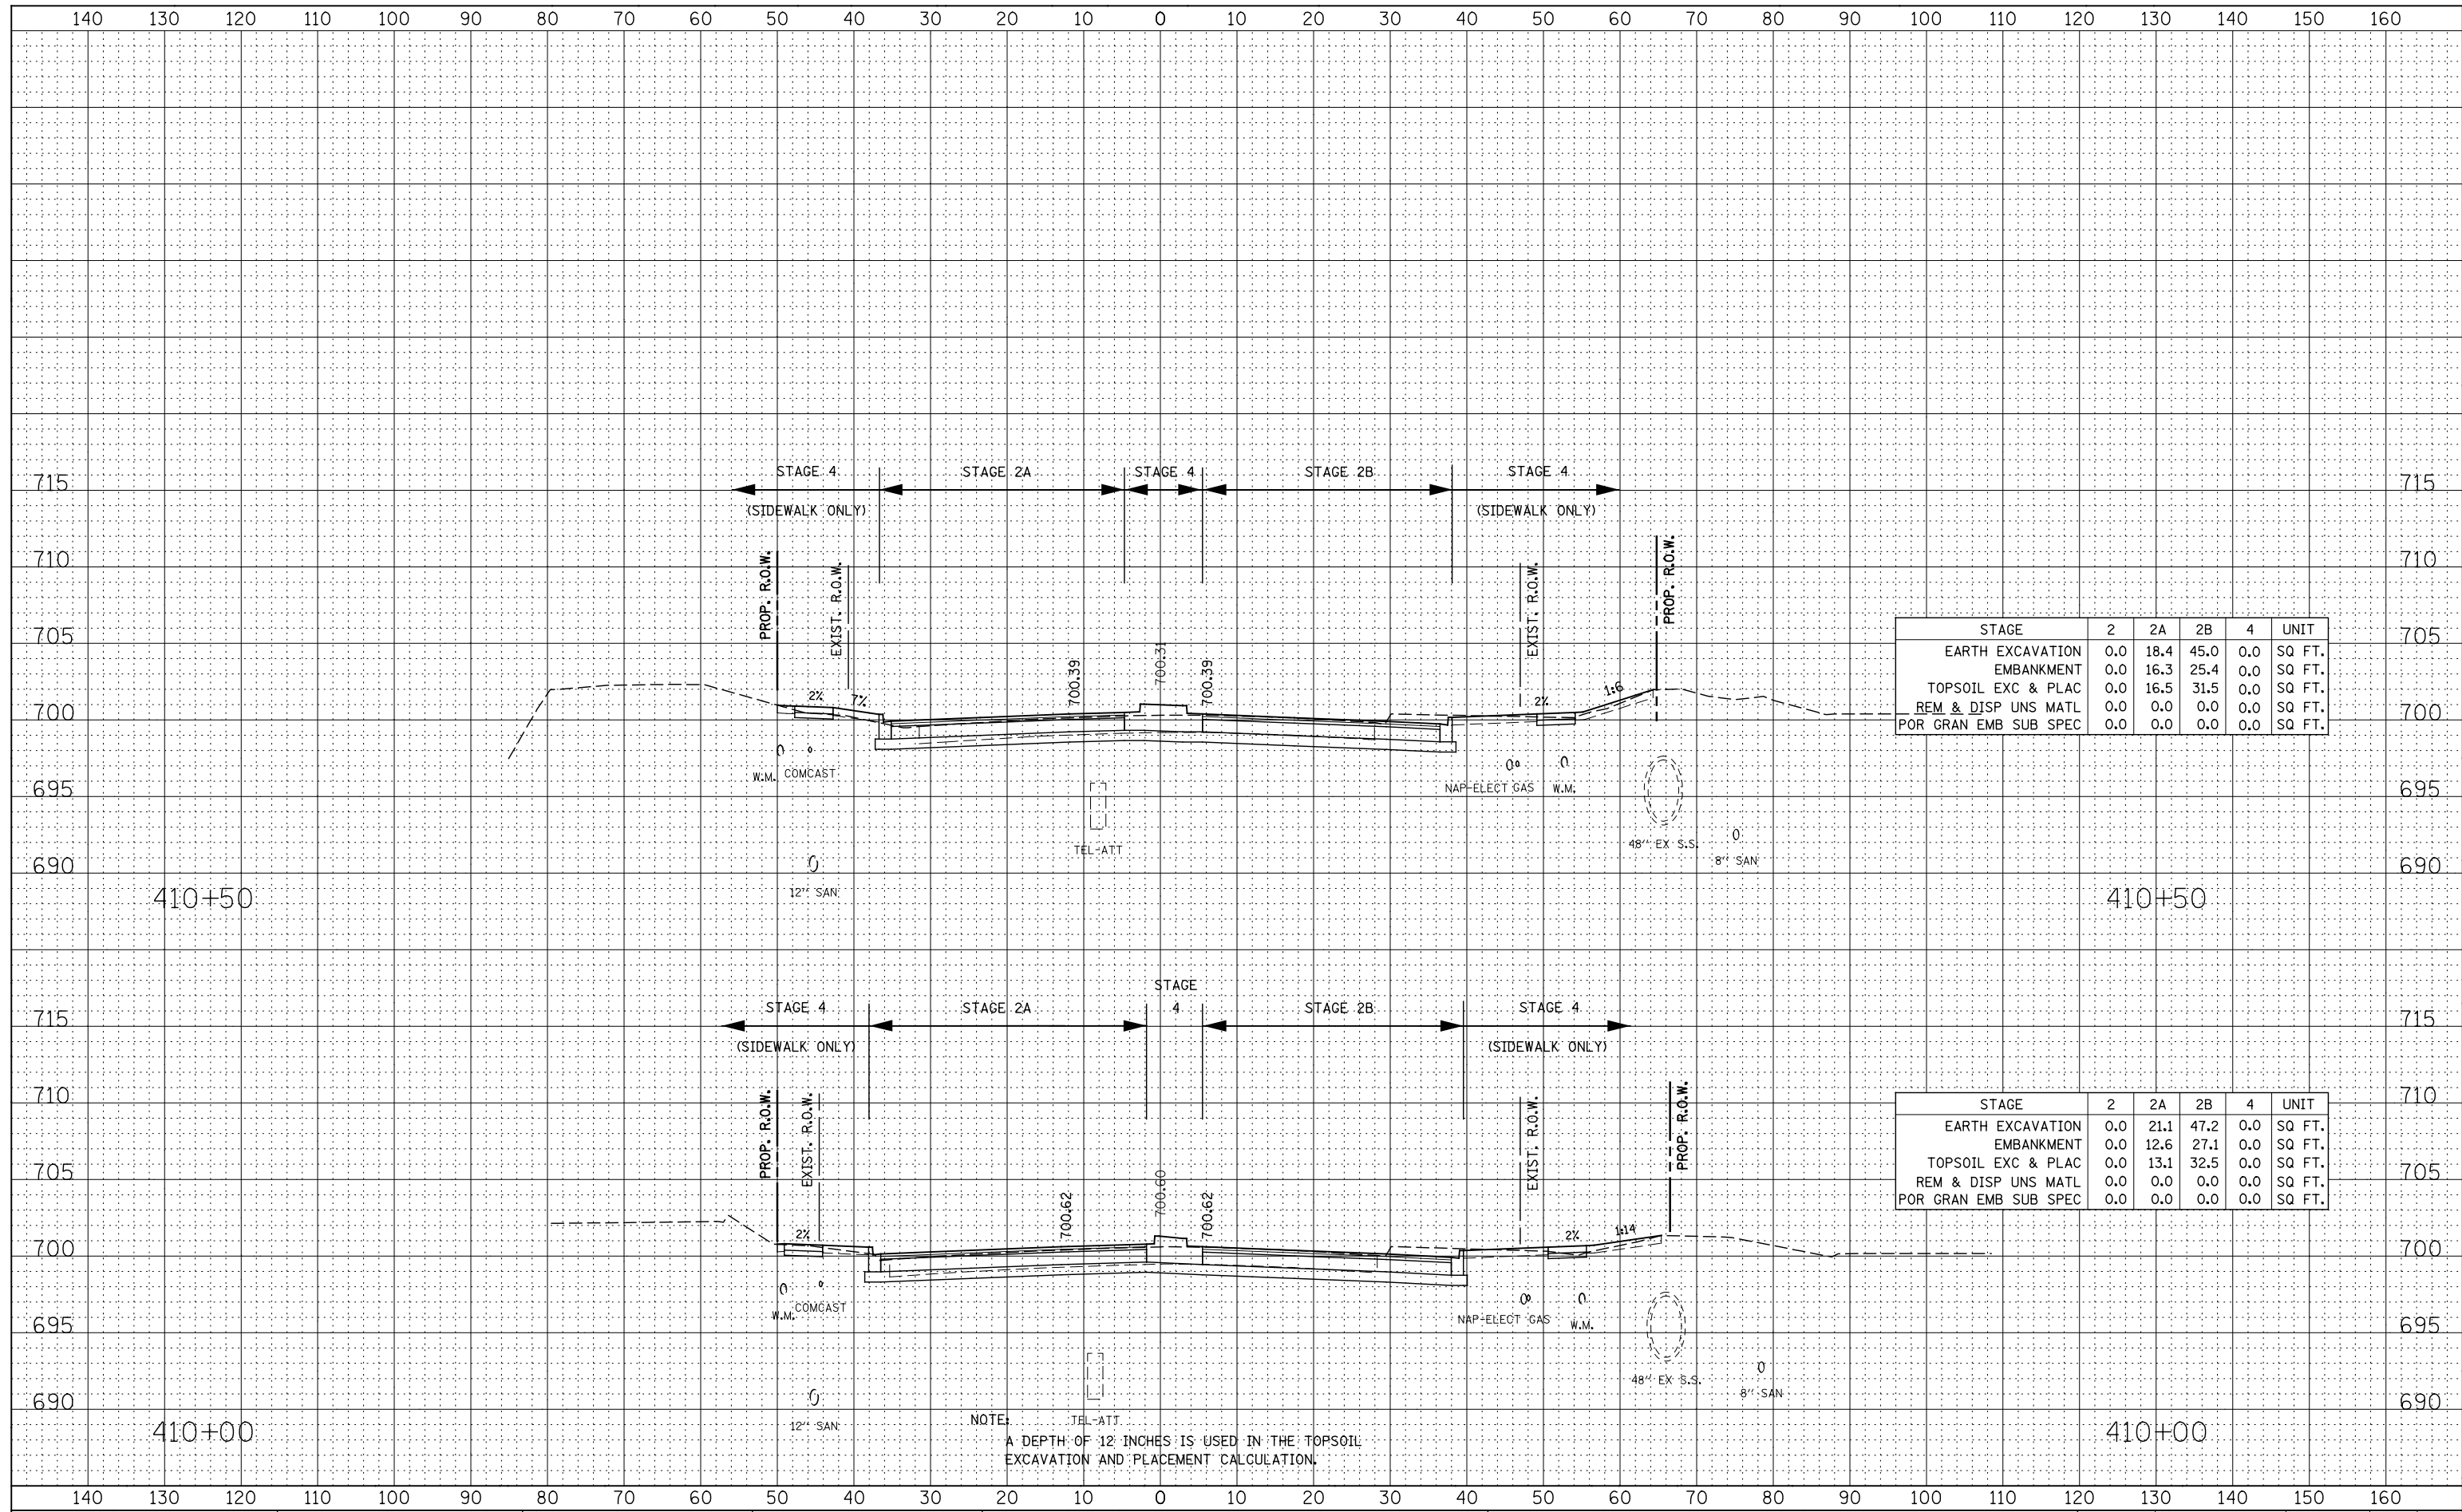 140 130 120 110 100 90 80 70 60 50 40 30 20 10 0 10 20 30 40 50 60 70 80 90 100 110 120 130 140 150 160
STAGE 4 STAGE 2A STAGE 4 STAGE 2B STAGE 4
715 715
(SIDEWALK ONLY) (SIDEWALK ONLY)
710 710
PROP. R.O.W. EXIST. R.O.W. EXIST. R.O.W. PROP. R.O.W.
705 705
STAGE 2 2A 2B 4 UNIT
EARTH EXCAVATION 0.0 18.4 45.0 0.0 SQ FT.
EMBANKMENT 0.0 16.3 25.4 0.0 SQ FT.
TOPSOIL EXC & PLAC 0.0 16.5 31.5 0.0 SQ FT.
REM & DISP UNS MATL 0.0 0.0 0.0 0.0 SQ FT.
POR GRAN EMB SUB SPEC 0.0 0.0 0.0 0.0 SQ FT.
700.39 700.31 700.39
2% 7% 2% 1:6
700 700
W.M. COMCAST NAP-ELECT GAS W.M.
695 695
TEL-ATT 48'' EX S.S. 8'' SAN
690 690
12'' SAN
410+50 410+50
STAGE
STAGE 4 STAGE 2A 4 STAGE 2B STAGE 4
715 715
(SIDEWALK ONLY) (SIDEWALK ONLY)
710 710
PROP. R.O.W. EXIST. R.O.W. EXIST. R.O.W. PROP. R.O.W.
STAGE 2 2A 2B 4 UNIT
EARTH EXCAVATION 0.0 21.1 47.2 0.0 SQ FT.
EMBANKMENT 0.0 12.6 27.1 0.0 SQ FT.
TOPSOIL EXC & PLAC 0.0 13.1 32.5 0.0 SQ FT.
REM & DISP UNS MATL 0.0 0.0 0.0 0.0 SQ FT.
POR GRAN EMB SUB SPEC 0.0 0.0 0.0 0.0 SQ FT.
705 705
700.62 700.60 700.62
2% 2% 1:14
700 700
W.M. COMCAST NAP-ELECT GAS W.M.
695 695
48'' EX S.S. 8'' SAN
690 690
12'' SAN TEL-ATT
410+00 410+00
NOTE:
A DEPTH OF 12 INCHES IS USED IN THE TOPSOIL
EXCAVATION AND PLACEMENT CALCULATION.
140 130 120 110 100 90 80 70 60 50 40 30 20 10 0 10 20 30 40 50 60 70 80 90 100 110 120 130 140 150 160